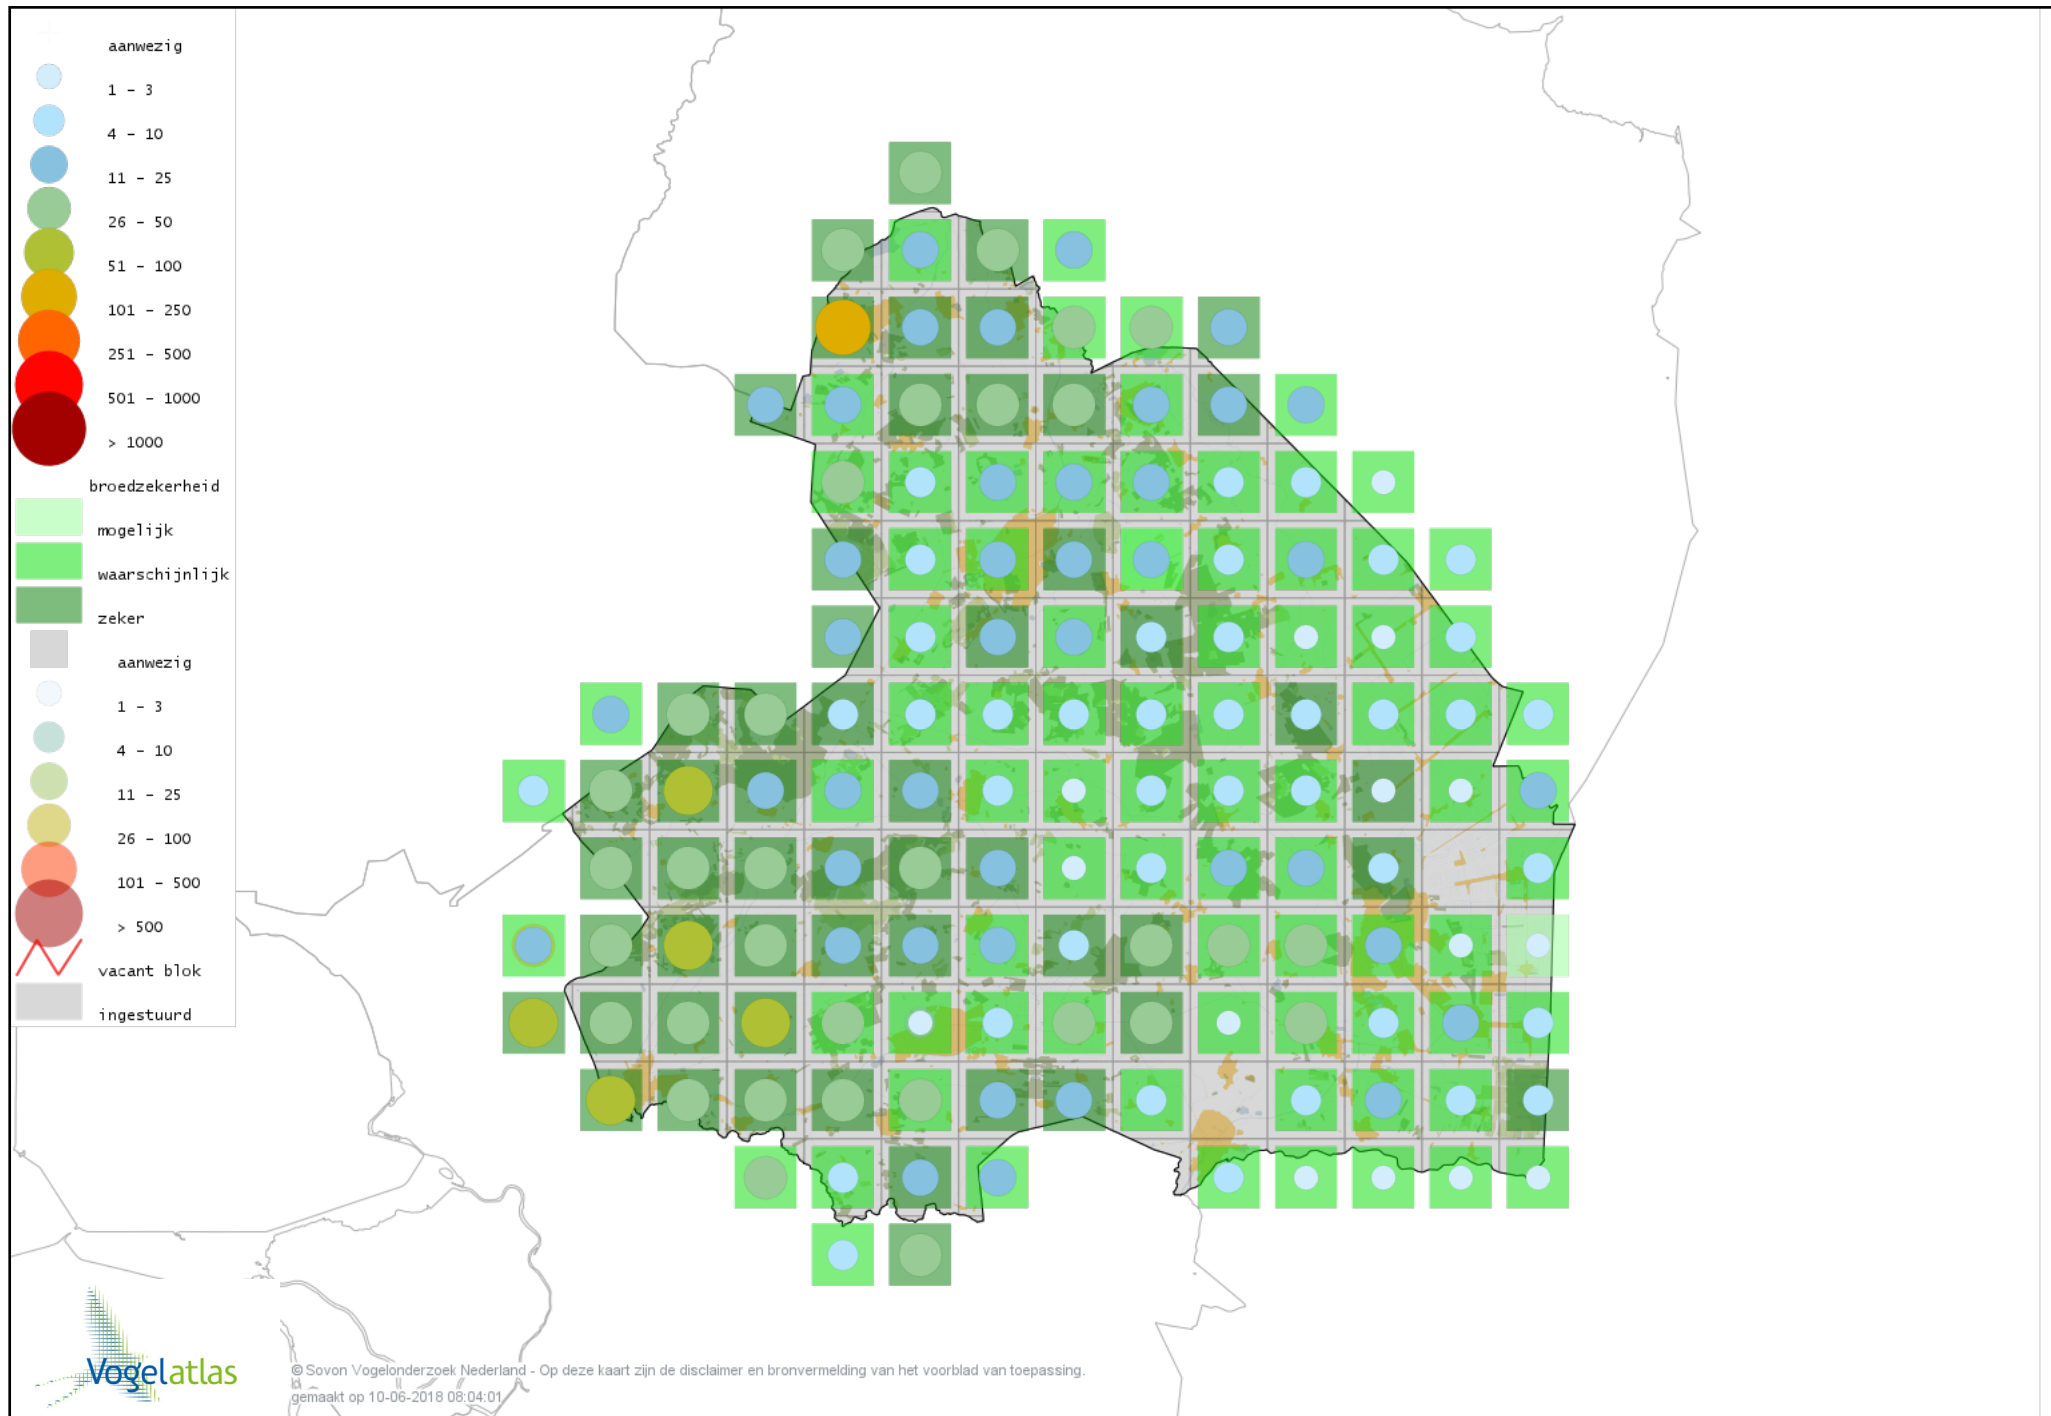 aanwezig
1 - 3
4 - 10
11 - 25
26 - 50
51 - 100
101 - 250
251 - 500
501 - 1000
> 1000
broedzekerheid
mogelijk
waarschijnlijk
zeker
aanwezig
1 - 3
4 - 10
11 - 25
26 - 100
101 - 500
> 500
vacant blok
ingestuurd
Vogelatlas
© Sovon Vogelonderzoek Nederland - Op deze kaart zijn de disclaimer en bronvermelding van het voorblad van toepassing.
gemaakt op 10-06-2018 08:04:01